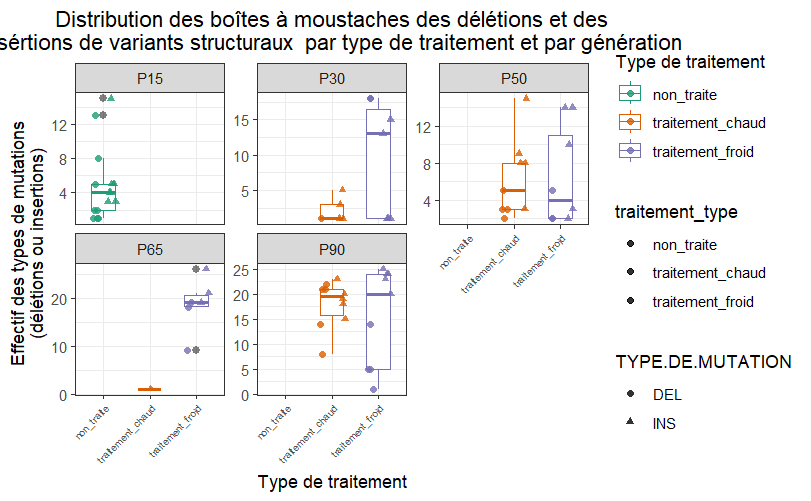 Distribution des boîtes à moustaches des délétions et des
sértions de variants structuraux  par type de traitement et par génération
P15
P30
P50
12
8
4
15
10
5
12
8
4
P65
P90
20
10
0
25
20
15
10
5
0
non_traite
traitement_chaud
traitement_froid
non_traite
traitement_chaud
traitement_froid
non_traite
traitement_chaud
traitement_froid
Effectif des types de mutations
(délétions ou insertions)
Type de traitement
Type de traitement
non_traite
traitement_chaud
traitement_froid
traitement_type
non_traite
traitement_chaud
traitement_froid
TYPE.DE.MUTATION
DEL
INS